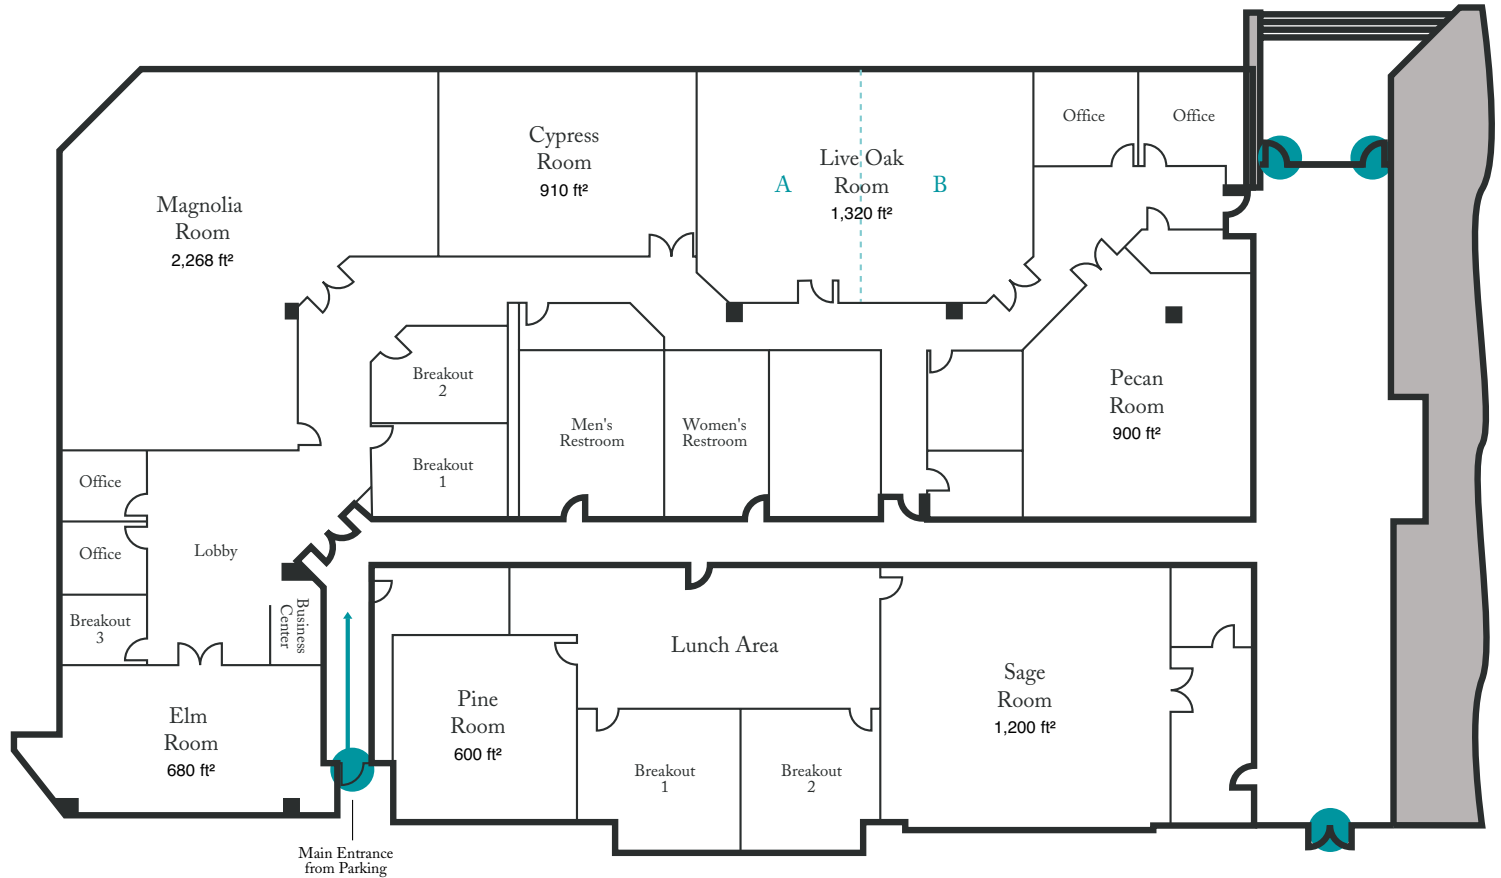 Office
Office
Cypress
Room
910 ft²
Live Oak
Room
1,320 ft²
A
B
Magnolia
Room
2,268 ft²
Breakout
2
Pecan
Room
900 ft²
Men's
Restroom
Women's
Restroom
Breakout
1
Office
Office
Lobby
Breakout
3
Business
Center
Lunch Area
Sage
Room
1,200 ft²
Pine
Room
600 ft²
Elm
Room
680 ft²
Breakout
1
Breakout
2
Main Entrance
from Parking